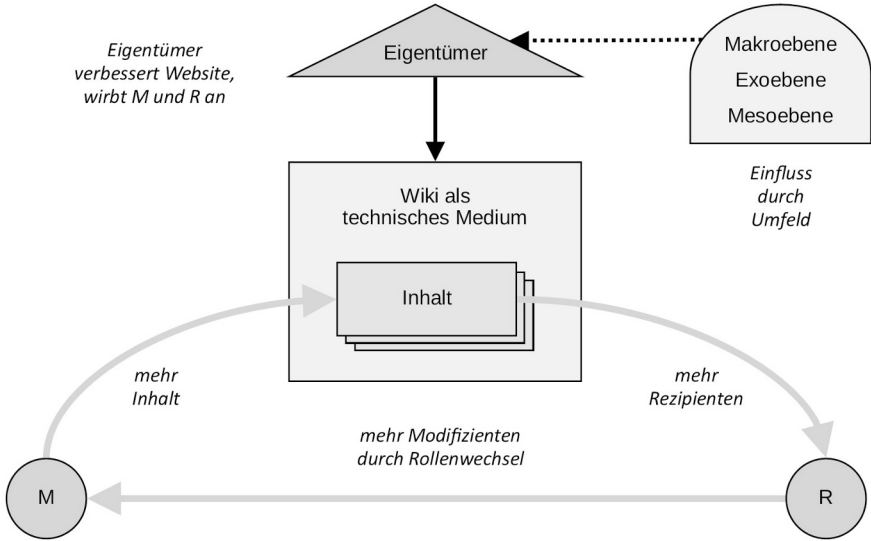 Eigentümer
verbessert Website,
wirbt M und R an
Eigentümer
Makroebene
Exoebene
Mesoebene
Einfluss
durch
Umfeld
Wiki als
technisches Medium
Inhalt
mehr
Inhalt
mehr
Rezipienten
mehr Modifizienten
durch Rollenwechsel
M
R